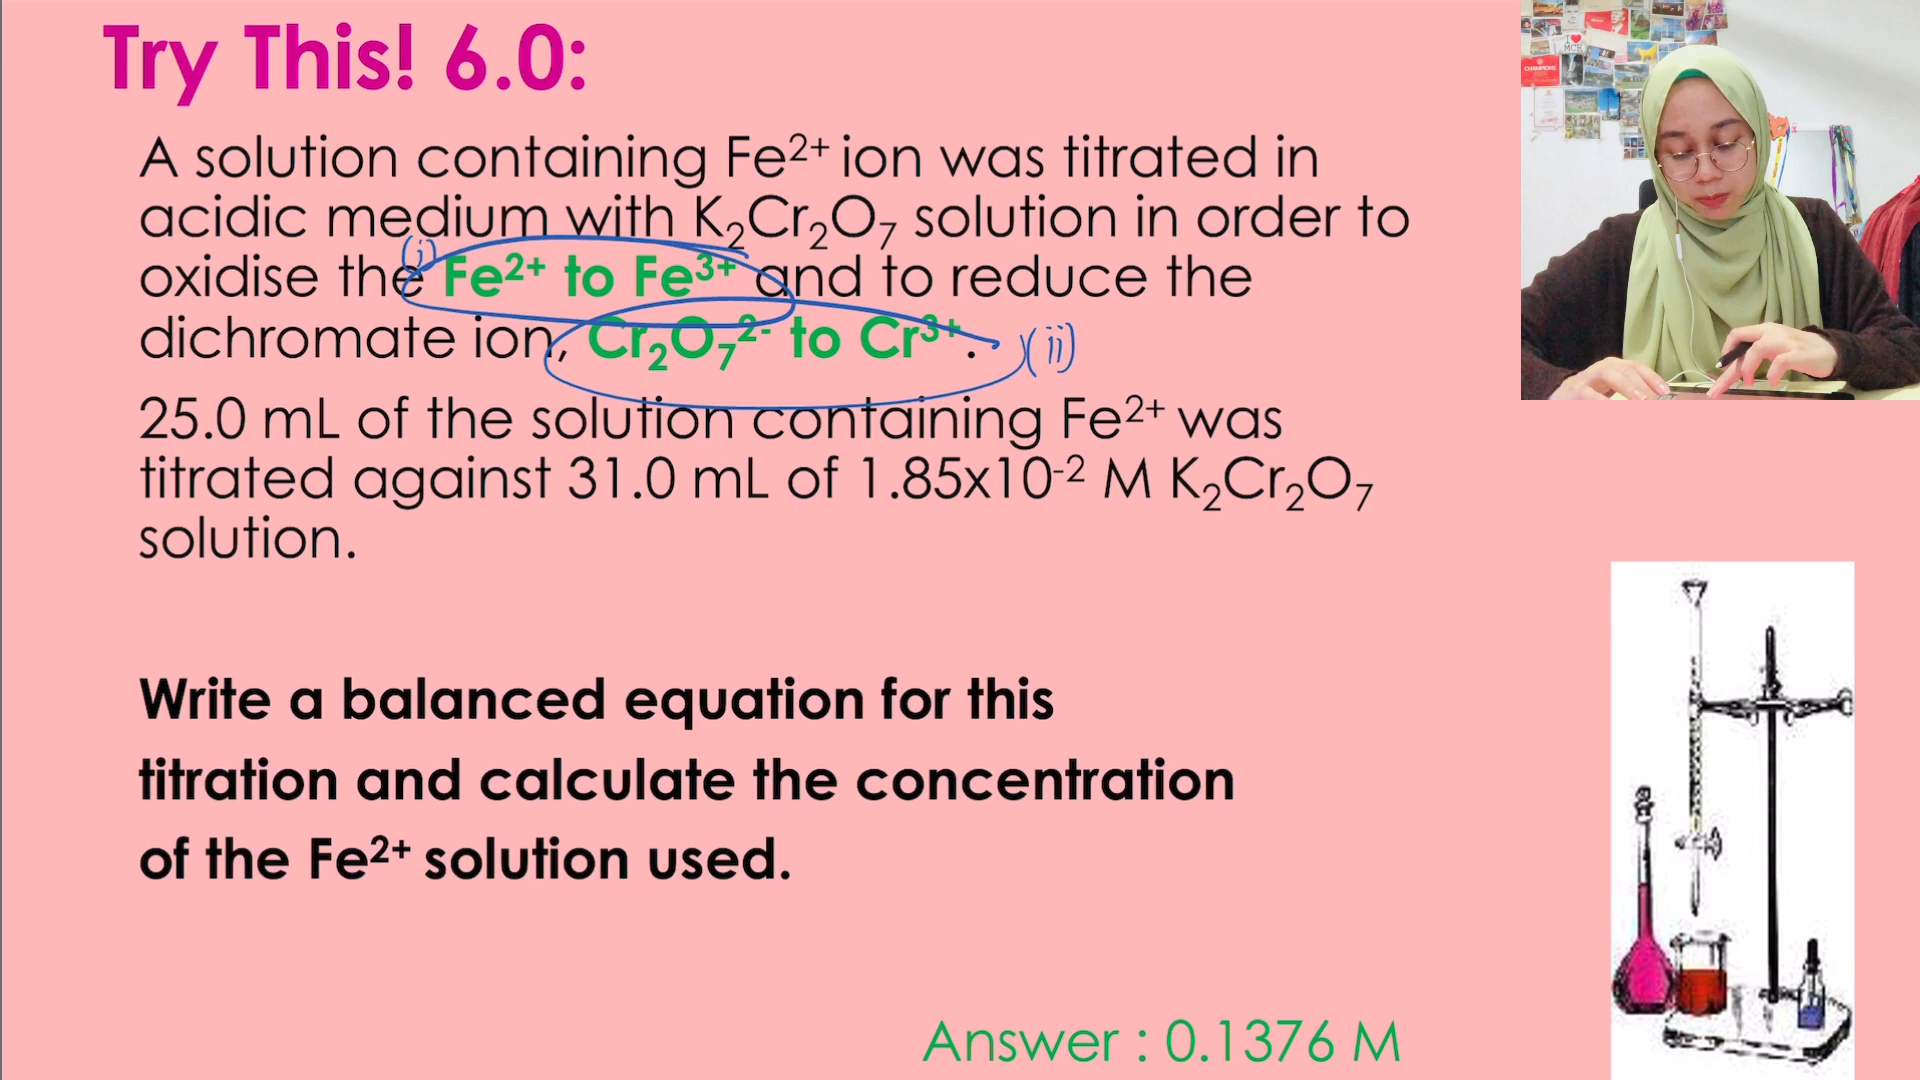 Try This! 6.0:
A solution containing Fe²⁺ ion was titrated in
acidic medium with K₂Cr₂O₇ solution in order to
(i)
oxidise the Fe²⁺ to Fe³⁺ and to reduce the
dichromate ion, Cr₂O₇²⁻ to Cr³⁺. (ii)
25.0 mL of the solution containing Fe²⁺ was
titrated against 31.0 mL of 1.85x10⁻² M K₂Cr₂O₇
solution.
Write a balanced equation for this
titration and calculate the concentration
of the Fe²⁺ solution used.
Answer : 0.1376 M
I ❤ MCR
CHAMPIONS